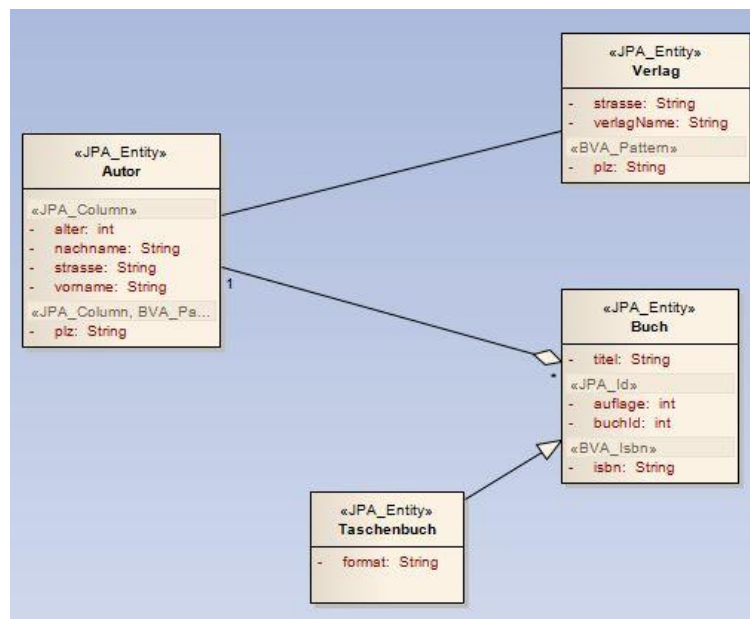 «JPA_Entity»
Verlag
- strasse: String
- verlagName: String
«BVA_Pattern»
- plz: String
«JPA_Entity»
Autor
«JPA_Column»
- alter: int
- nachname: String
- strasse: String
- vorname: String
«JPA_Column, BVA_Pa...
- plz: String
1
*
«JPA_Entity»
Buch
- titel: String
«JPA_Id»
- auflage: int
- buchId: int
«BVA_Isbn»
- isbn: String
«JPA_Entity»
Taschenbuch
- format: String